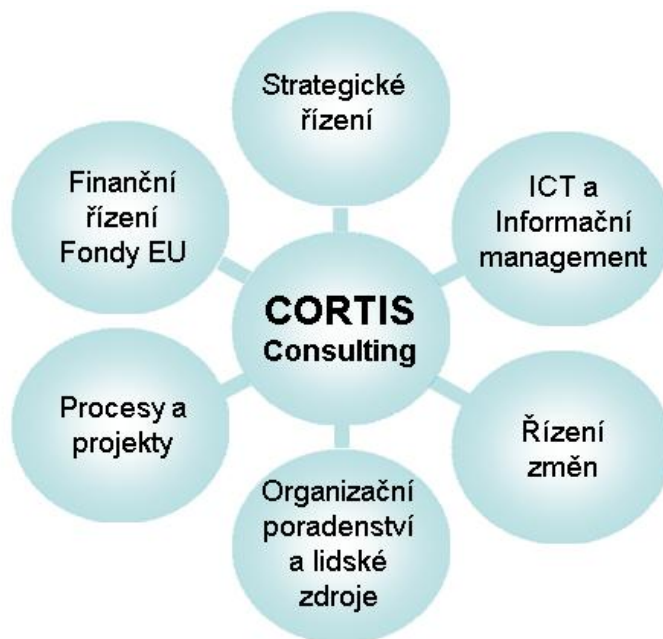 Strategické
řízení
Finanční
řízení
Fondy EU
ICT a
Informační
management
CORTIS
Consulting
Procesy a
projekty
Řízení
změn
Organizační
poradenství
a lidské
zdroje